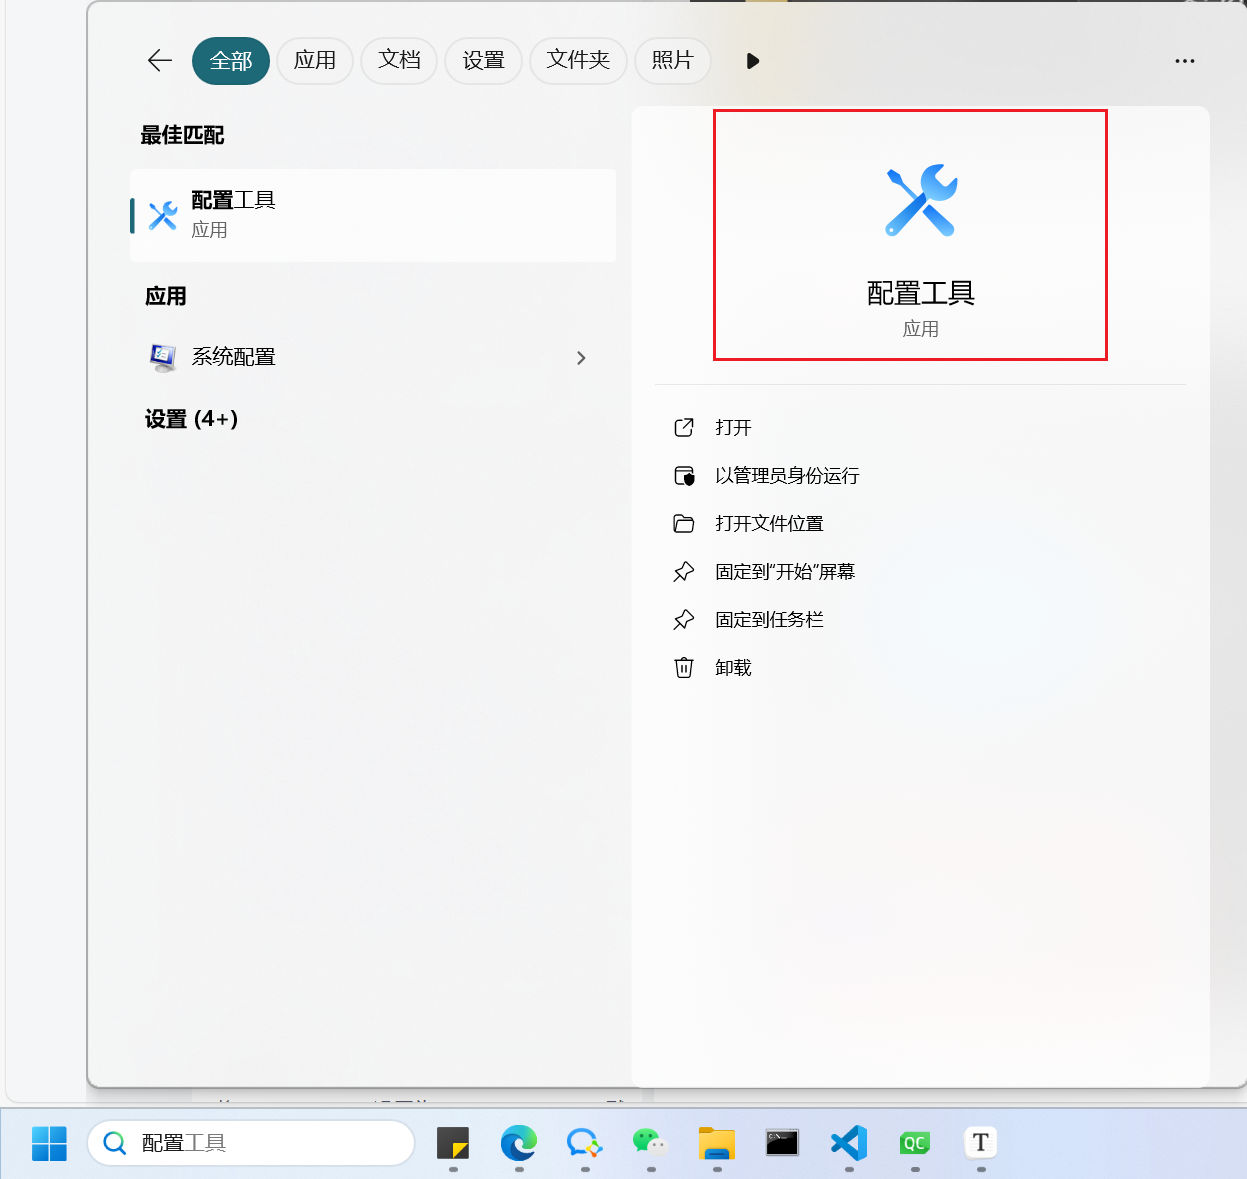 全部 应用 文档 设置 文件夹 照片
最佳匹配
配置工具
应用
应用
系统配置
设置 (4+)
配置工具
应用
打开
以管理员身份运行
打开文件位置
固定到“开始”屏幕
固定到任务栏
卸载
配置工具
QC
T